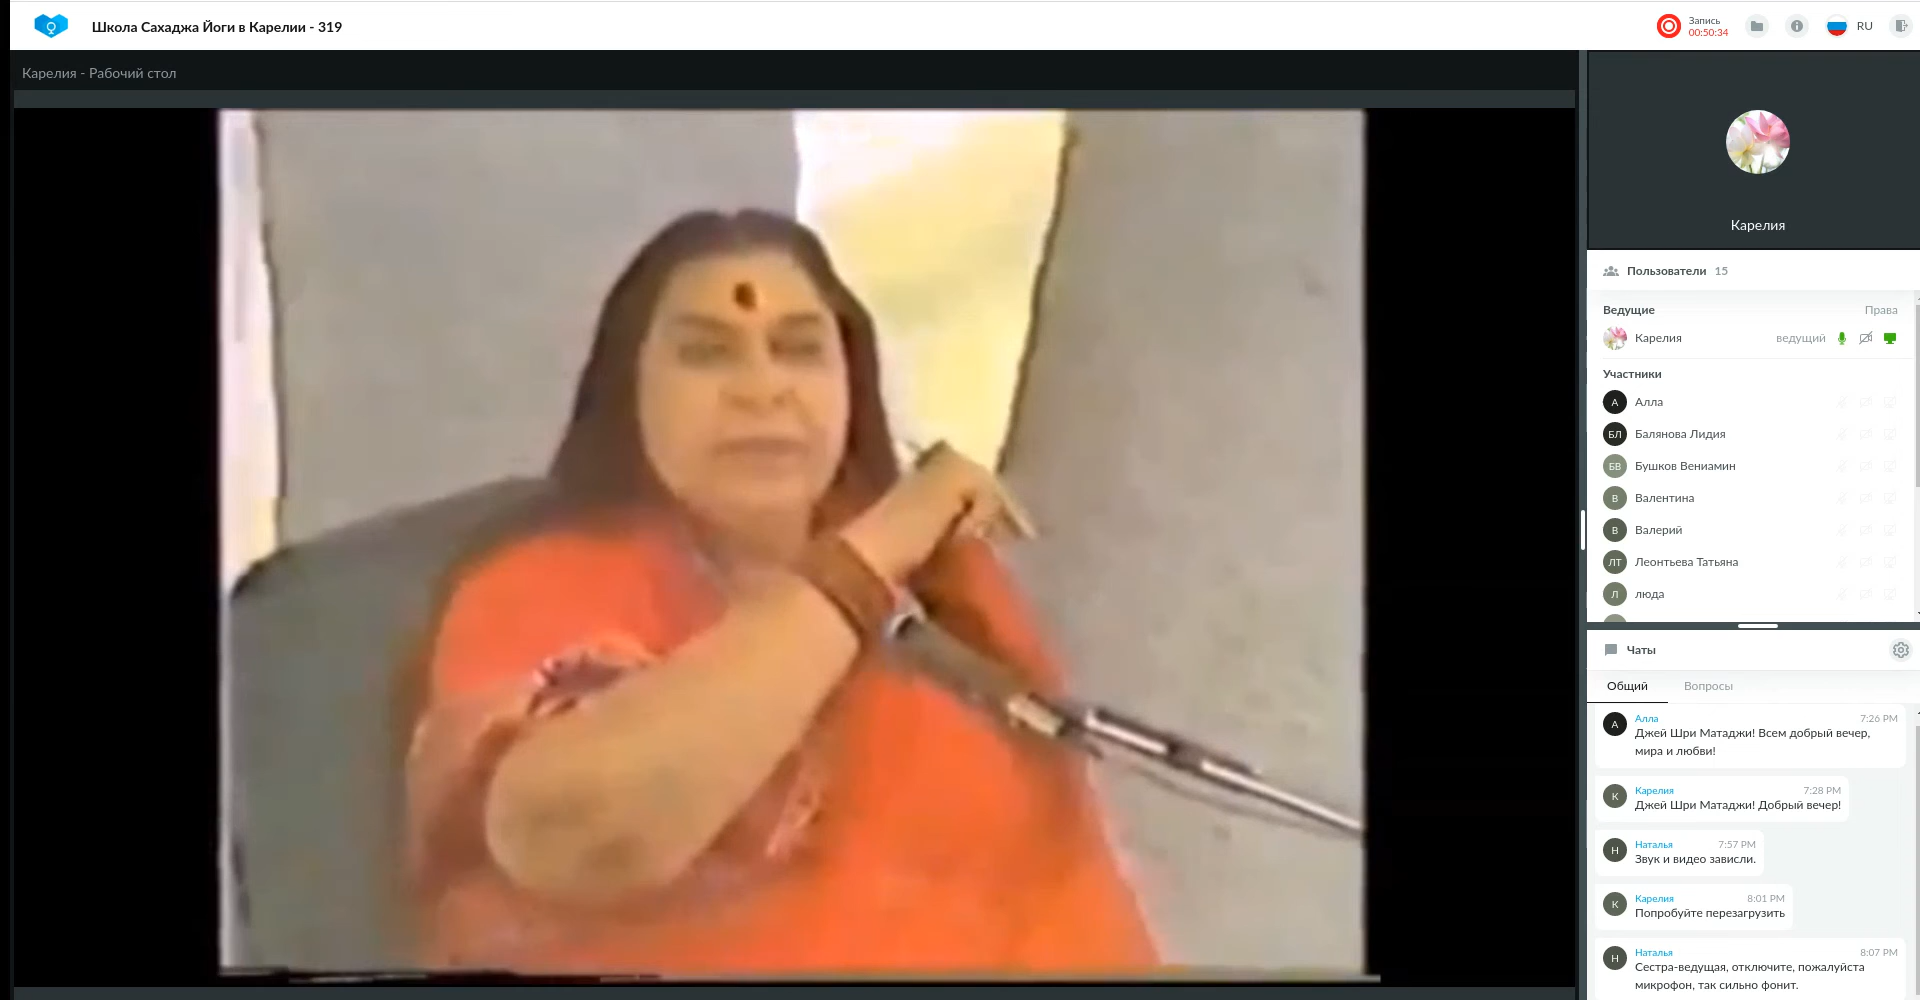 Школа Сахаджа Йоги в Карелии - 319
Запись
00:50:34
RU
Карелия - Рабочий стол
Карелия
Пользователи 15
Ведущие Права
Карелия ведущий
Участники
А Алла
БЛ Балянова Лидия
БВ Бушков Вениамин
В Валентина
В Валерий
ЛТ Леонтьева Татьяна
Л люда
Чаты
Общий Вопросы
А Алла 7:26 PM
Джей Шри Матаджи! Всем добрый вечер,
мира и любви!
К Карелия 7:28 PM
Джей Шри Матаджи! Добрый вечер!
Н Наталья 7:57 PM
Звук и видео зависли.
К Карелия 8:01 PM
Попробуйте перезагрузить
Н Наталья 8:07 PM
Сестра-ведущая, отключите, пожалуйста
микрофон, так сильно фонит.